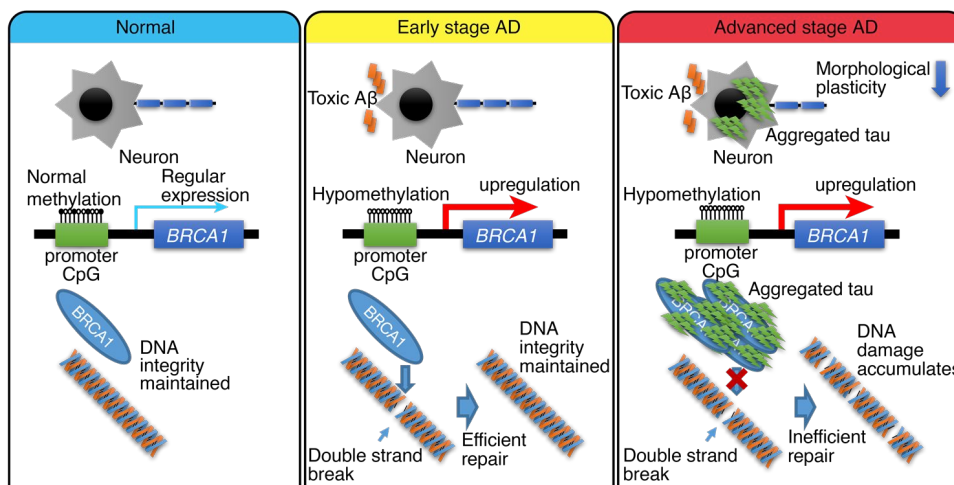 Normal
Neuron
Normal
methylation
Regular
expression
BRCA1
promoter
CpG
BRCA1
DNA
integrity
maintained
Early stage AD
Toxic Aβ
Neuron
Hypomethylation
upregulation
BRCA1
promoter
CpG
BRCA1
DNA
integrity
maintained
Efficient
repair
Double strand
break
Advanced stage AD
Morphological
plasticity
Toxic Aβ
Aggregated tau
Neuron
Hypomethylation
upregulation
BRCA1
promoter
CpG
Aggregated tau
BRCA1
DNA
damage
accumulates
Inefficient
repair
Double strand
break